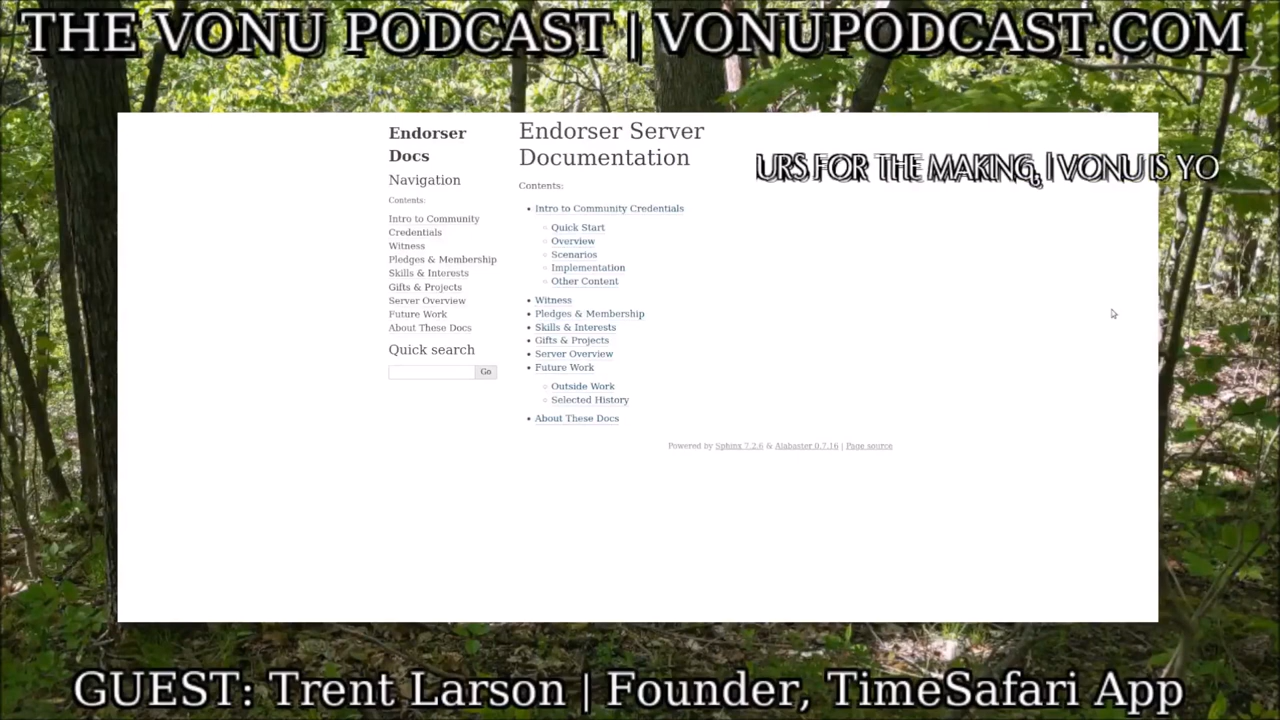 THE VONU PODCAST | VONUPODCAST.COM
URS FOR THE MAKING, | VONU IS YO
Endorser
Docs
Navigation
Contents:
Intro to Community
Credentials
Witness
Pledges & Membership
Skills & Interests
Gifts & Projects
Server Overview
Future Work
About These Docs
Quick search
Go
Endorser Server
Documentation
Contents:
Intro to Community Credentials
Quick Start
Overview
Scenarios
Implementation
Other Content
Witness
Pledges & Membership
Skills & Interests
Gifts & Projects
Server Overview
Future Work
Outside Work
Selected History
About These Docs
Powered by Sphinx 7.2.6 & Alabaster 0.7.16 | Page source
GUEST: Trent Larson | Founder, TimeSafari App